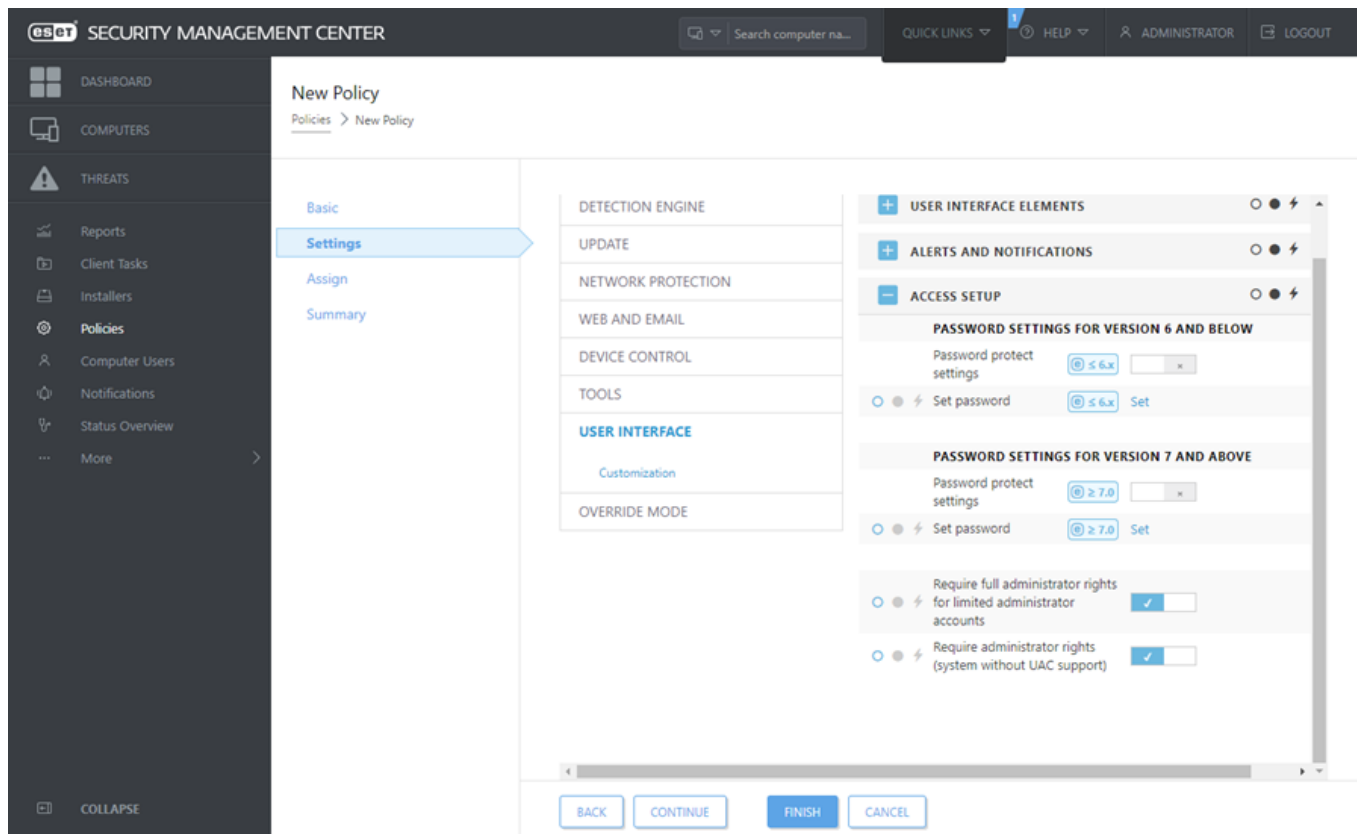 eset SECURITY MANAGEMENT CENTER
Search computer na...
QUICK LINKS
1
HELP
ADMINISTRATOR
LOGOUT
DASHBOARD
COMPUTERS
THREATS
Reports
Client Tasks
Installers
Policies
Computer Users
Notifications
Status Overview
More
COLLAPSE
New Policy
Policies > New Policy
Basic
Settings
Assign
Summary
DETECTION ENGINE
UPDATE
NETWORK PROTECTION
WEB AND EMAIL
DEVICE CONTROL
TOOLS
USER INTERFACE
Customization
OVERRIDE MODE
USER INTERFACE ELEMENTS
ALERTS AND NOTIFICATIONS
ACCESS SETUP
PASSWORD SETTINGS FOR VERSION 6 AND BELOW
Password protect
settings
e ≤ 6.x
Set password
e ≤ 6.x
Set
PASSWORD SETTINGS FOR VERSION 7 AND ABOVE
Password protect
settings
e ≥ 7.0
Set password
e ≥ 7.0
Set
Require full administrator rights
for limited administrator
accounts
Require administrator rights
(system without UAC support)
BACK
CONTINUE
FINISH
CANCEL